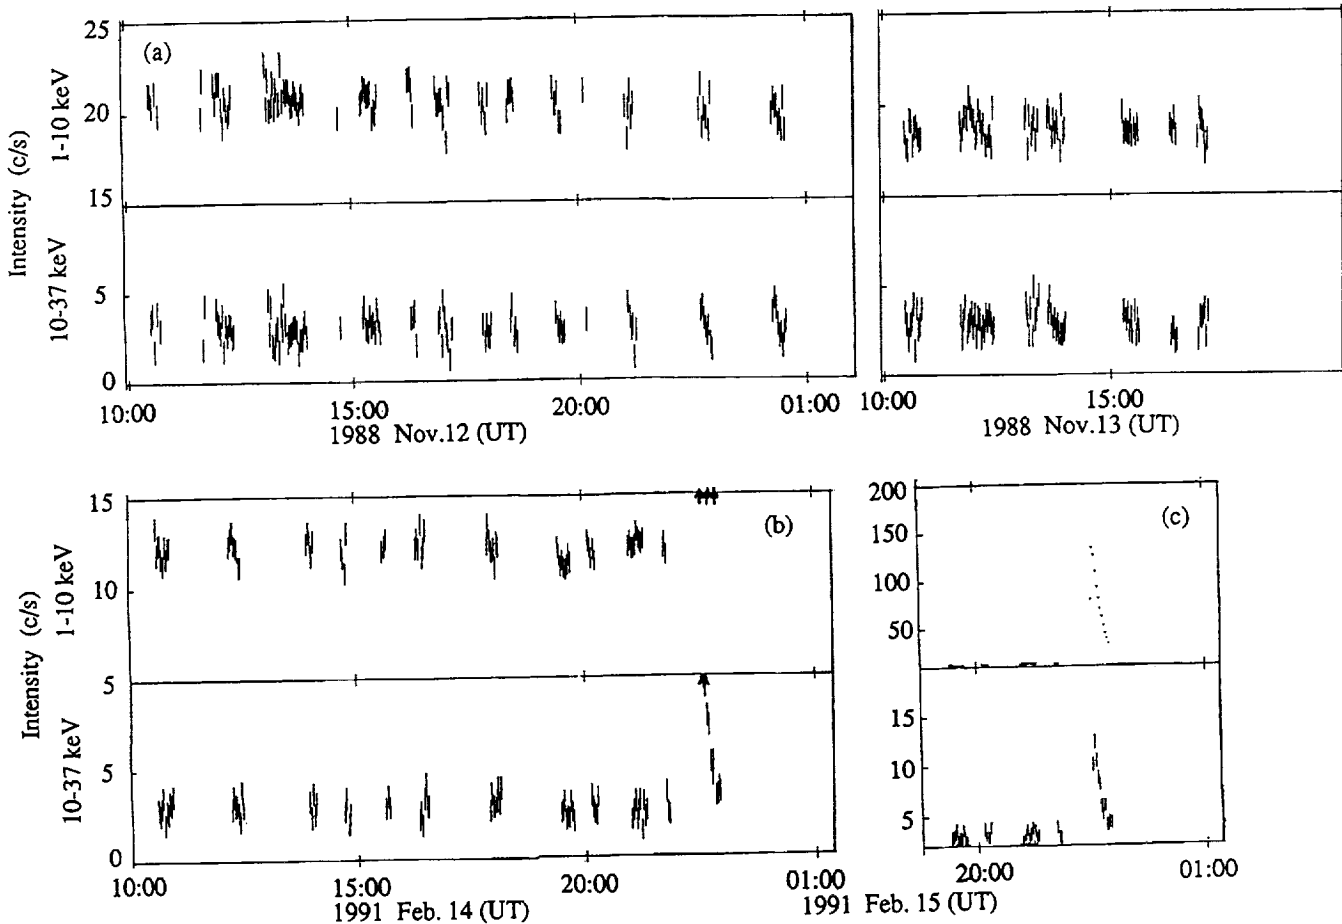 25
(a)
20
1-10 keV
15
Intensity (c/s)
5
10-37 keV
0
10:00 15:00 20:00 01:00
1988 Nov.12 (UT)
10:00 15:00
1988 Nov.13 (UT)
15
(b)
10
1-10 keV
5
Intensity (c/s)
5
10-37 keV
0
10:00 15:00 20:00 01:00
1991 Feb. 14 (UT)
200
(c)
150
100
50
15
10
5
20:00 01:00
1991 Feb. 15 (UT)